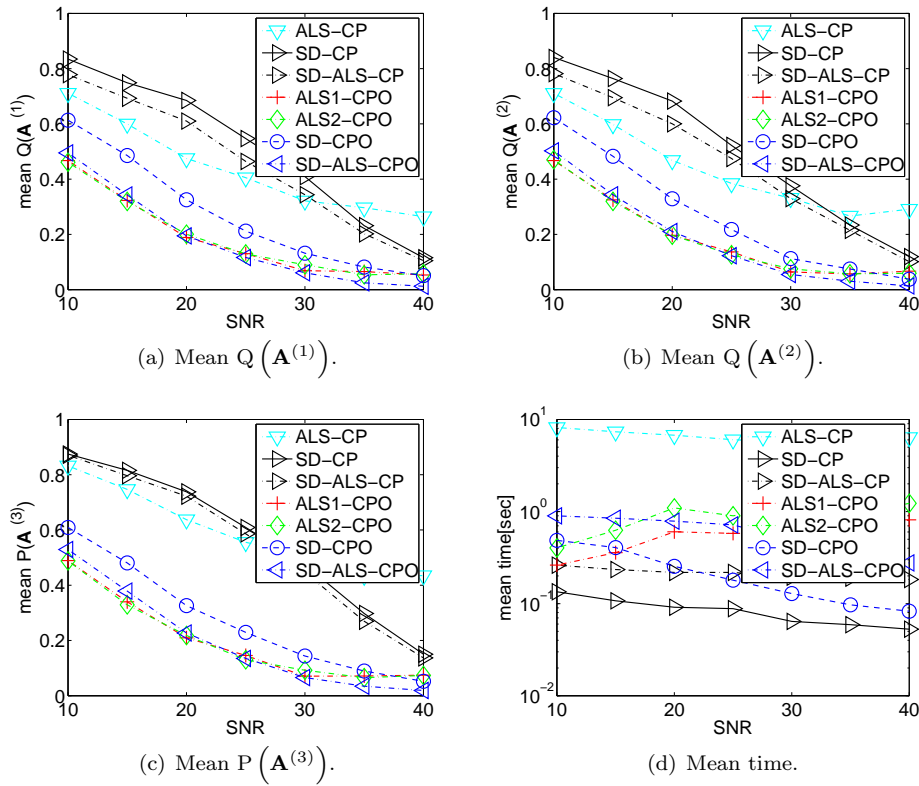 1
0.8
0.6
0.4
0.2
0
10 20 30 40
SNR
mean Q(A (1))
ALS−CP
SD−CP
SD−ALS−CP
ALS1−CPO
ALS2−CPO
SD−CPO
SD−ALS−CPO
(a) Mean Q (A(1)).
1
0.8
0.6
0.4
0.2
0
10 20 30 40
SNR
mean Q(A (2))
ALS−CP
SD−CP
SD−ALS−CP
ALS1−CPO
ALS2−CPO
SD−CPO
SD−ALS−CPO
(b) Mean Q (A(2)).
1
0.8
0.6
0.4
0.2
0
10 20 30 40
SNR
mean P(A (3))
ALS−CP
SD−CP
SD−ALS−CP
ALS1−CPO
ALS2−CPO
SD−CPO
SD−ALS−CPO
(c) Mean P (A(3)).
10^1
10^0
10^−1
10^−2
10 20 30 40
SNR
mean time[sec]
ALS−CP
SD−CP
SD−ALS−CP
ALS1−CPO
ALS2−CPO
SD−CPO
SD−ALS−CPO
(d) Mean time.